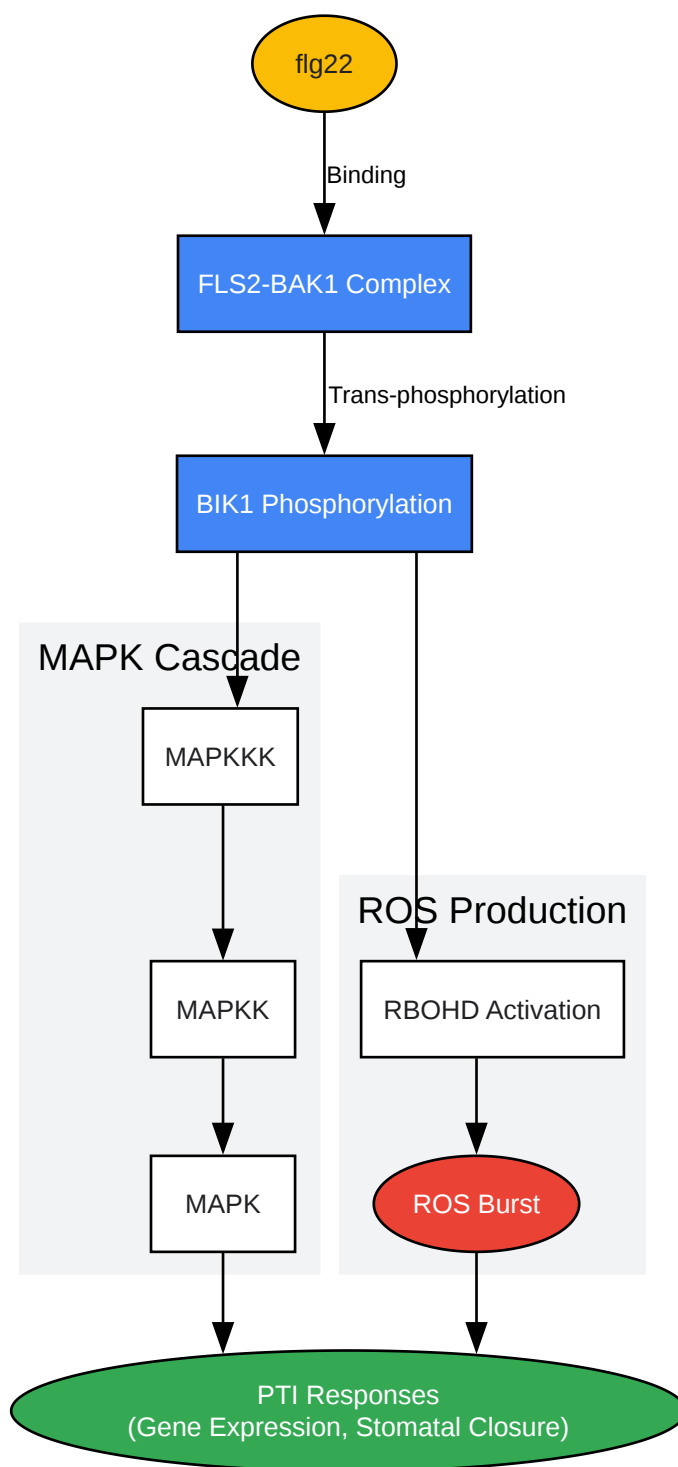 flg22
Binding
FLS2-BAK1 Complex
Trans-phosphorylation
BIK1 Phosphorylation
MAPK Cascade
MAPKKK
MAPKK
MAPK
ROS Production
RBOHD Activation
ROS Burst
PTI Responses
(Gene Expression, Stomatal Closure)